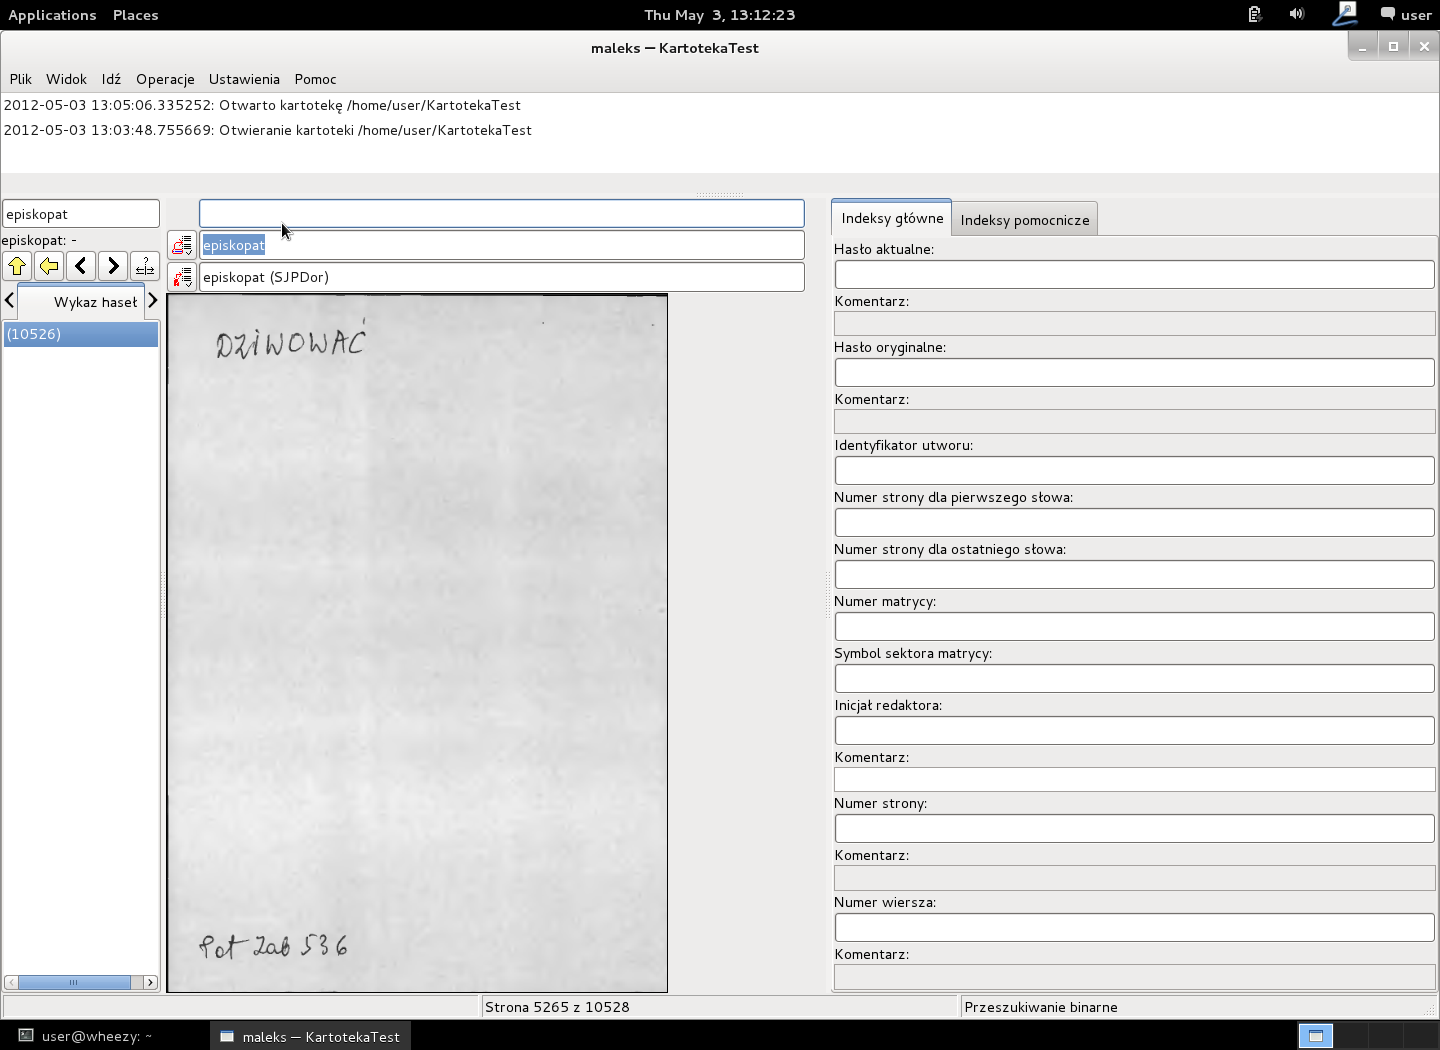 Applications Places Thu May 3, 13:12:23 user
maleks — KartotekaTest
Plik Widok Idź Operacje Ustawienia Pomoc
2012-05-03 13:05:06.335252: Otwarto kartotekę /home/user/KartotekaTest
2012-05-03 13:03:48.755669: Otwieranie kartoteki /home/user/KartotekaTest
episkopat
episkopat: -
Wykaz haseł
(10526)
episkopat
episkopat (SJPDor)
DZIWOWAĆ
Pot Zab 536
Indeksy główne Indeksy pomocnicze
Hasło aktualne:
Komentarz:
Hasło oryginalne:
Komentarz:
Identyfikator utworu:
Numer strony dla pierwszego słowa:
Numer strony dla ostatniego słowa:
Numer matrycy:
Symbol sektora matrycy:
Inicjał redaktora:
Komentarz:
Numer strony:
Komentarz:
Numer wiersza:
Komentarz:
Strona 5265 z 10528 Przeszukiwanie binarne
user@wheezy: ~ maleks — KartotekaTest